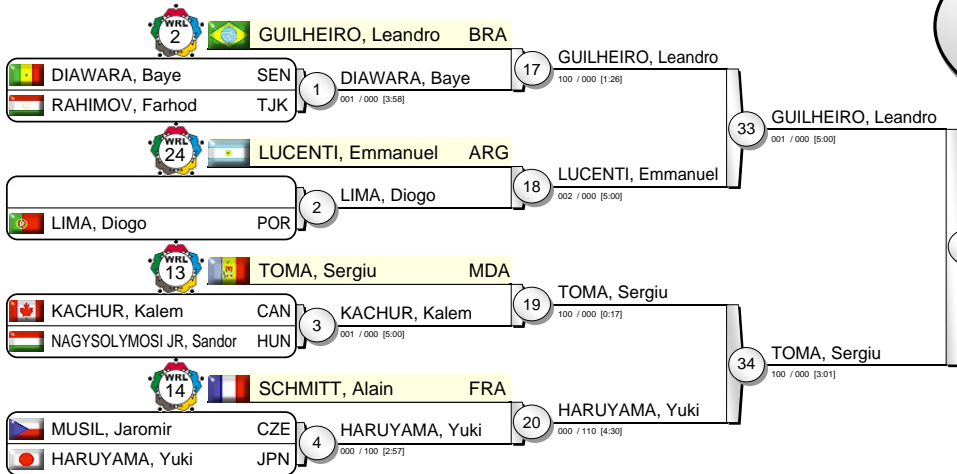 WRL 2 GUILHEIRO, Leandro BRA
17 GUILHEIRO, Leandro
100 / 000 [1:26]
DIAWARA, Baye SEN
1 DIAWARA, Baye
001 / 000 [3:58]
RAHIMOV, Farhod TJK
33 GUILHEIRO, Leandro
001 / 000 [5:00]
WRL 24 LUCENTI, Emmanuel ARG
18 LUCENTI, Emmanuel
002 / 000 [5:00]
2 LIMA, Diogo
LIMA, Diogo POR
WRL 13 TOMA, Sergiu MDA
19 TOMA, Sergiu
100 / 000 [0:17]
KACHUR, Kalem CAN
3 KACHUR, Kalem
001 / 000 [5:00]
NAGYSOLYMOSI JR, Sandor HUN
34 TOMA, Sergiu
100 / 000 [3:01]
WRL 14 SCHMITT, Alain FRA
20 HARUYAMA, Yuki
000 / 110 [4:30]
MUSIL, Jaromir CZE
4 HARUYAMA, Yuki
000 / 100 [2:57]
HARUYAMA, Yuki JPN